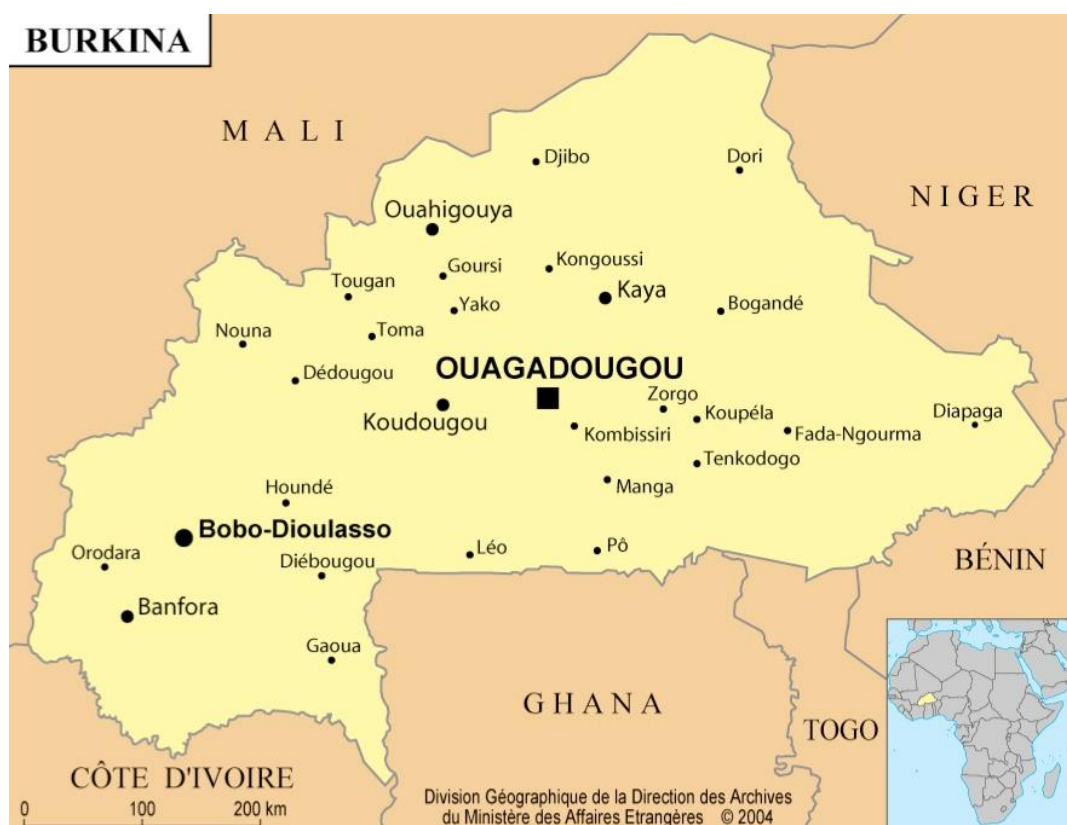 BURKINA
MALI
NIGER
Djibo
Dori
Ouahigouya
Goursi
Kongoussi
Tougan
Kaya
Yako
Bogandé
Nouna
Toma
Dédougou
OUAGADOUGOU
Zorgo
Koudougou
Koupéla
Diapaga
Kombissiri
Fada-Ngourma
Tenkodogo
Manga
Houndé
Bobo-Dioulasso
Orodara
Diébougou
Léo
Pô
BÉNIN
Banfora
Gaoua
GHANA
TOGO
CÔTE D'IVOIRE
0 100 200 km
Division Géographique de la Direction des Archives
du Ministère des Affaires Etrangères © 2004